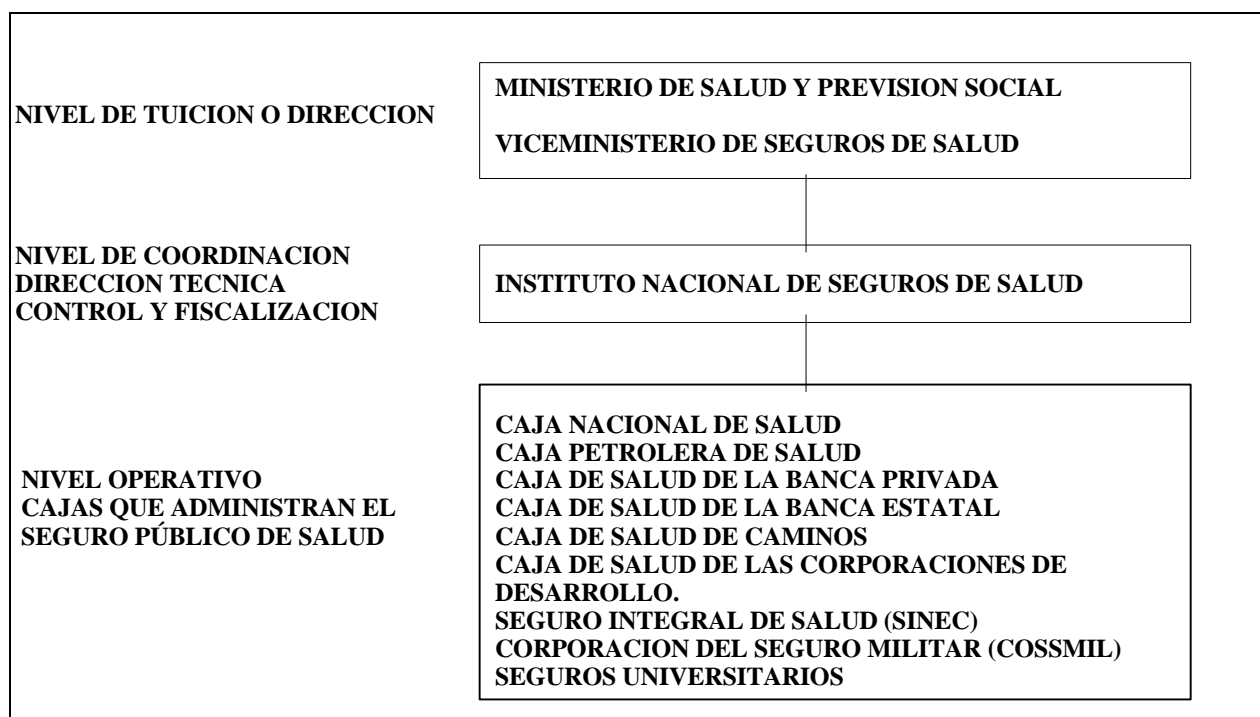 NIVEL DE TUICION O DIRECCION
MINISTERIO DE SALUD Y PREVISION SOCIAL
VICEMINISTERIO DE SEGUROS DE SALUD
NIVEL DE COORDINACION
DIRECCION TECNICA
CONTROL Y FISCALIZACION
INSTITUTO NACIONAL DE SEGUROS DE SALUD
NIVEL OPERATIVO
CAJAS QUE ADMINISTRAN EL
SEGURO PÚBLICO DE SALUD
CAJA NACIONAL DE SALUD
CAJA PETROLERA DE SALUD
CAJA DE SALUD DE LA BANCA PRIVADA
CAJA DE SALUD DE LA BANCA ESTATAL
CAJA DE SALUD DE CAMINOS
CAJA DE SALUD DE LAS CORPORACIONES DE
DESARROLLO.
SEGURO INTEGRAL DE SALUD (SINEC)
CORPORACION DEL SEGURO MILITAR (COSSMIL)
SEGUROS UNIVERSITARIOS